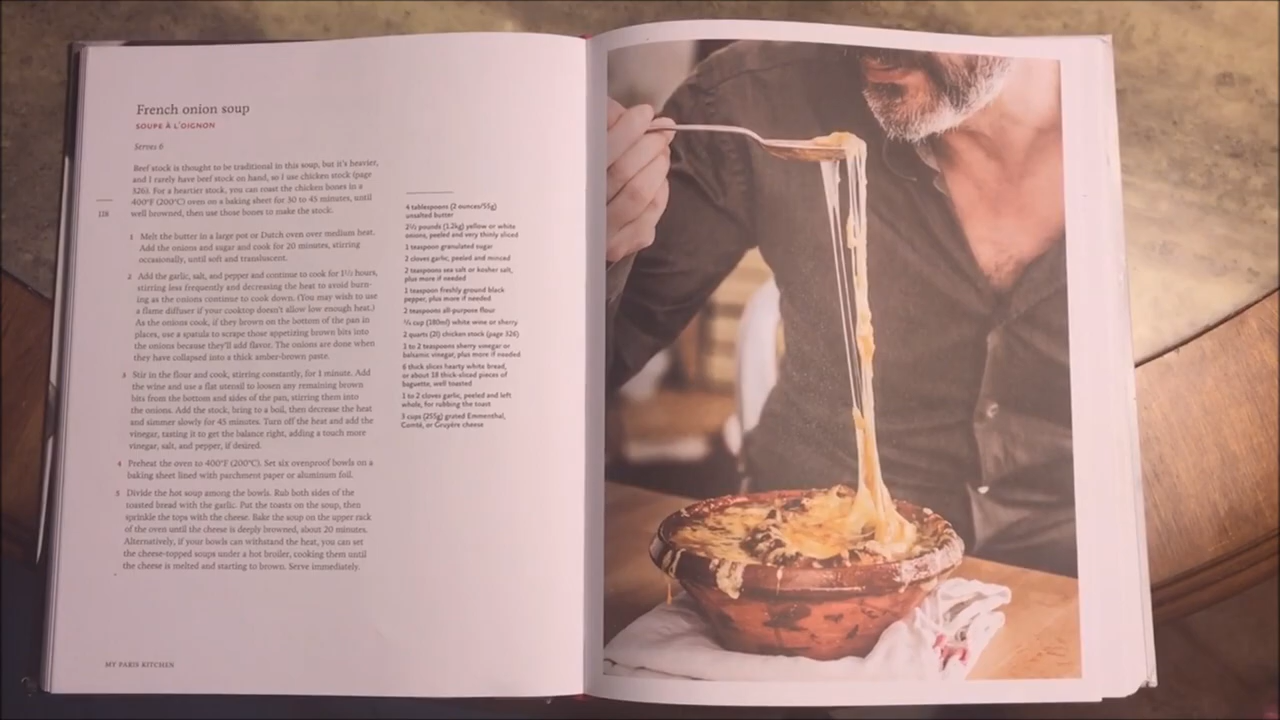 French onion soup
SOUPE À L'OIGNON
Serves 6
Beef stock is thought to be traditional in this soup, but it's heavier,
and I rarely have beef stock on hand, so I use chicken stock (page
326). For a heartier stock, you can roast the chicken bones in a
400°F (200°C) oven on a baking sheet for 30 to 45 minutes, until
well browned, then use those bones to make the stock.
118
1 Melt the butter in a large pot or Dutch oven over medium heat.
Add the onions and sugar and cook for 20 minutes, stirring
occasionally, until soft and translucent.
2 Add the garlic, salt, and pepper and continue to cook for 1½ hours,
stirring less frequently and decreasing the heat to avoid burn-
ing as the onions continue to cook down. (You may wish to use
a flame diffuser if your cooktop doesn't allow low enough heat.)
As the onions cook, if they brown on the bottom of the pan in
places, use a spatula to scrape those appetizing brown bits into
the onions because they'll add flavor. The onions are done when
they have collapsed into a thick amber-brown paste.
3 Stir in the flour and cook, stirring constantly, for 1 minute. Add
the wine and use a flat utensil to loosen any remaining brown
bits from the bottom and sides of the pan, stirring them into
the onions. Add the stock, bring to a boil, then decrease the heat
and simmer slowly for 45 minutes. Turn off the heat and add the
vinegar, tasting it to get the balance right, adding a touch more
vinegar, salt, and pepper, if desired.
4 Preheat the oven to 400°F (200°C). Set six ovenproof bowls on a
baking sheet lined with parchment paper or aluminum foil.
5 Divide the hot soup among the bowls. Rub both sides of the
toasted bread with the garlic. Put the toasts on the soup, then
sprinkle the tops with the cheese. Bake the soup on the upper rack
of the oven until the cheese is deeply browned, about 20 minutes.
Alternatively, if your bowls can withstand the heat, you can set
the cheese-topped soups under a hot broiler, cooking them until
the cheese is melted and starting to brown. Serve immediately.
4 tablespoons (2 ounces/55g)
unsalted butter
2½ pounds (1.2kg) yellow or white
onions, peeled and very thinly sliced
1 teaspoon granulated sugar
2 cloves garlic, peeled and minced
2 teaspoons sea salt or kosher salt,
plus more if needed
1 teaspoon freshly ground black
pepper, plus more if needed
2 teaspoons all-purpose flour
¾ cup (180ml) white wine or sherry
2 quarts (2l) chicken stock (page 326)
1 to 2 teaspoons sherry vinegar or
balsamic vinegar, plus more if needed
6 thick slices hearty white bread,
or about 18 thick-sliced pieces of
baguette, well toasted
1 to 2 cloves garlic, peeled and left
whole, for rubbing the toast
3 cups (255g) grated Emmenthal,
Comté, or Gruyère cheese
MY PARIS KITCHEN